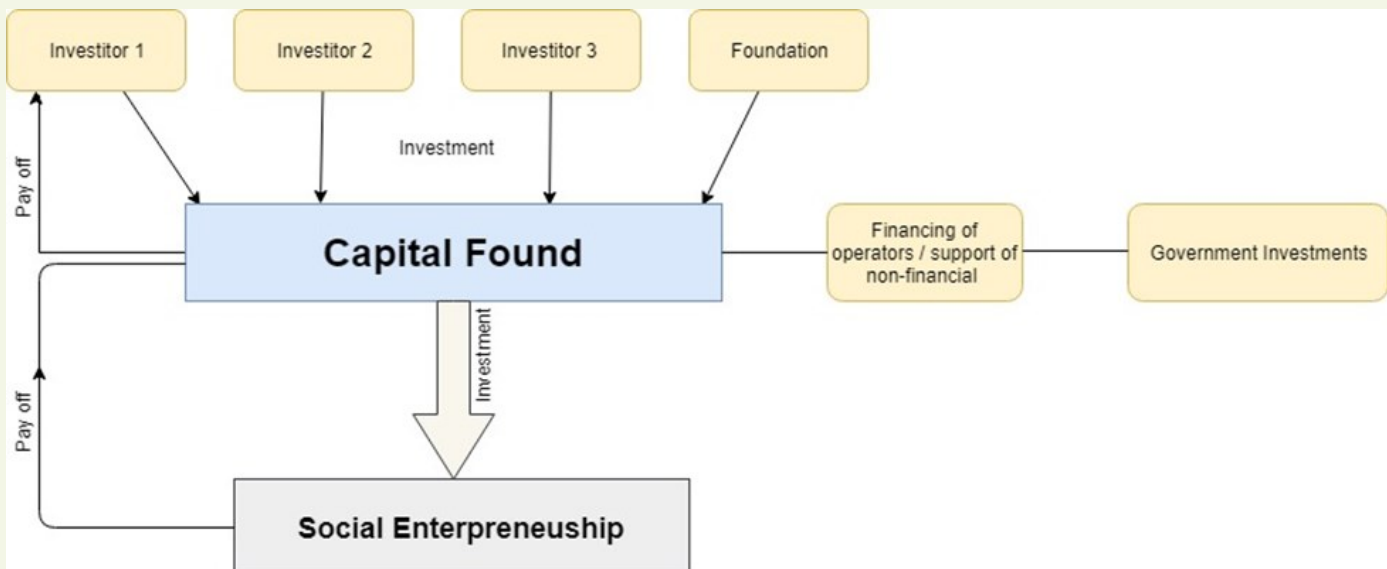 Investitor 1
Investitor 2
Investitor 3
Foundation
Pay off
Investment
Capital Found
Financing of
operators / support of
non-financial
Government Investments
Investment
Pay off
Social Enterpreneuship